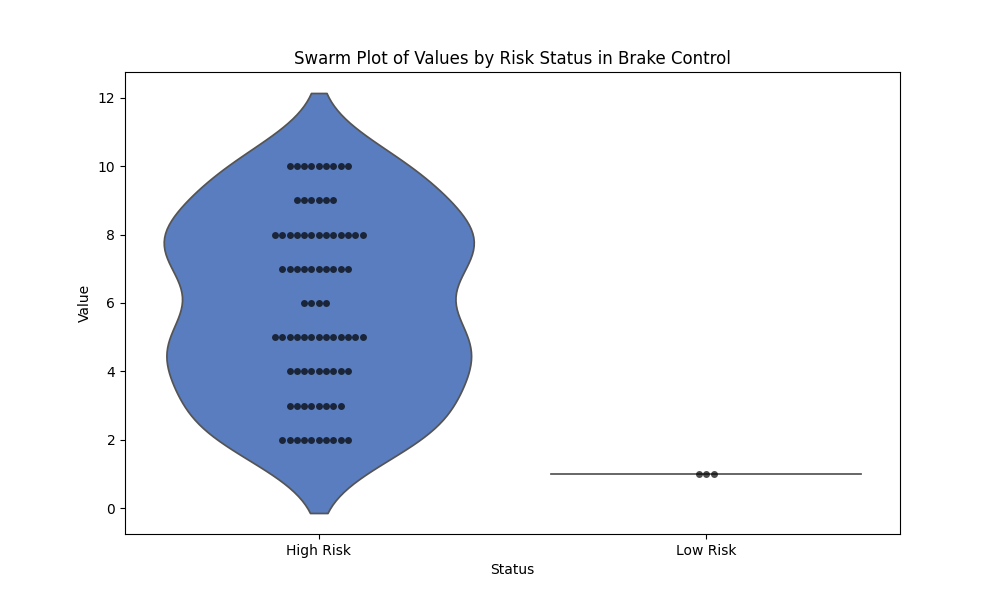 Swarm Plot of Values by Risk Status in Brake Control
12
10
8
6
4
2
0
Value
High Risk
Low Risk
Status